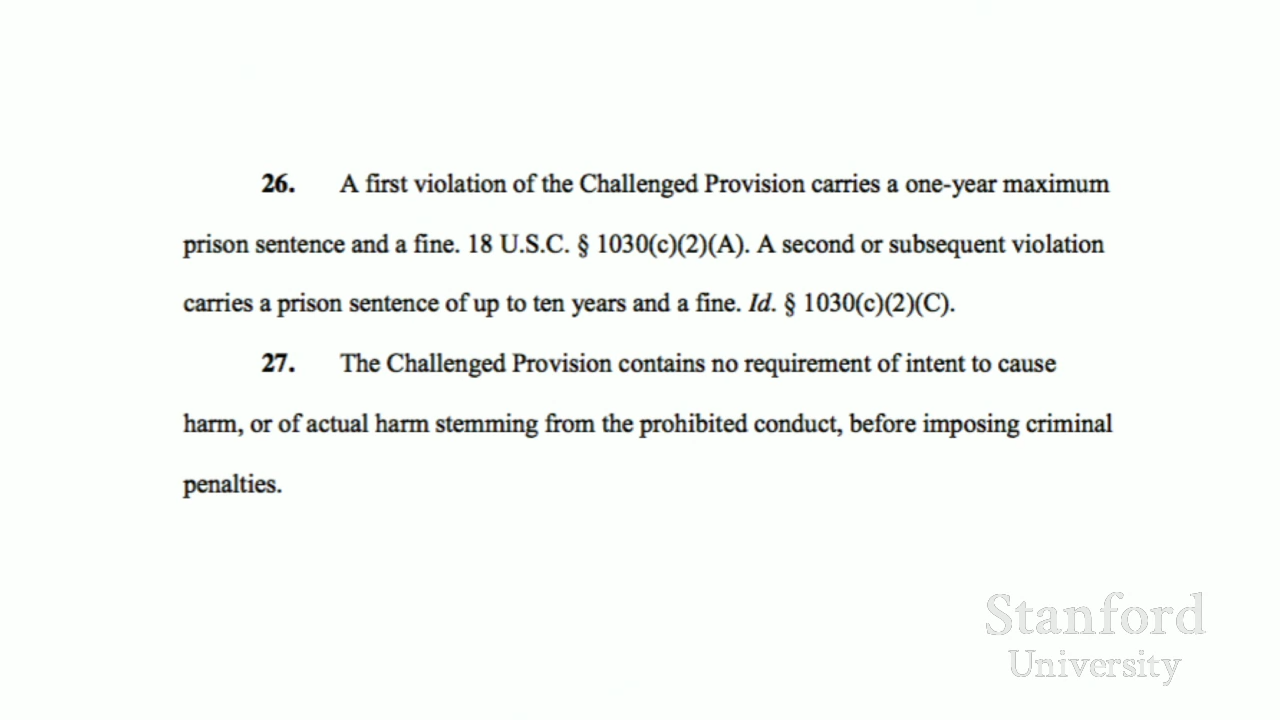 26. A first violation of the Challenged Provision carries a one-year maximum
prison sentence and a fine. 18 U.S.C. § 1030(c)(2)(A). A second or subsequent violation
carries a prison sentence of up to ten years and a fine. Id. § 1030(c)(2)(C).
27. The Challenged Provision contains no requirement of intent to cause
harm, or of actual harm stemming from the prohibited conduct, before imposing criminal
penalties.
Stanford
University